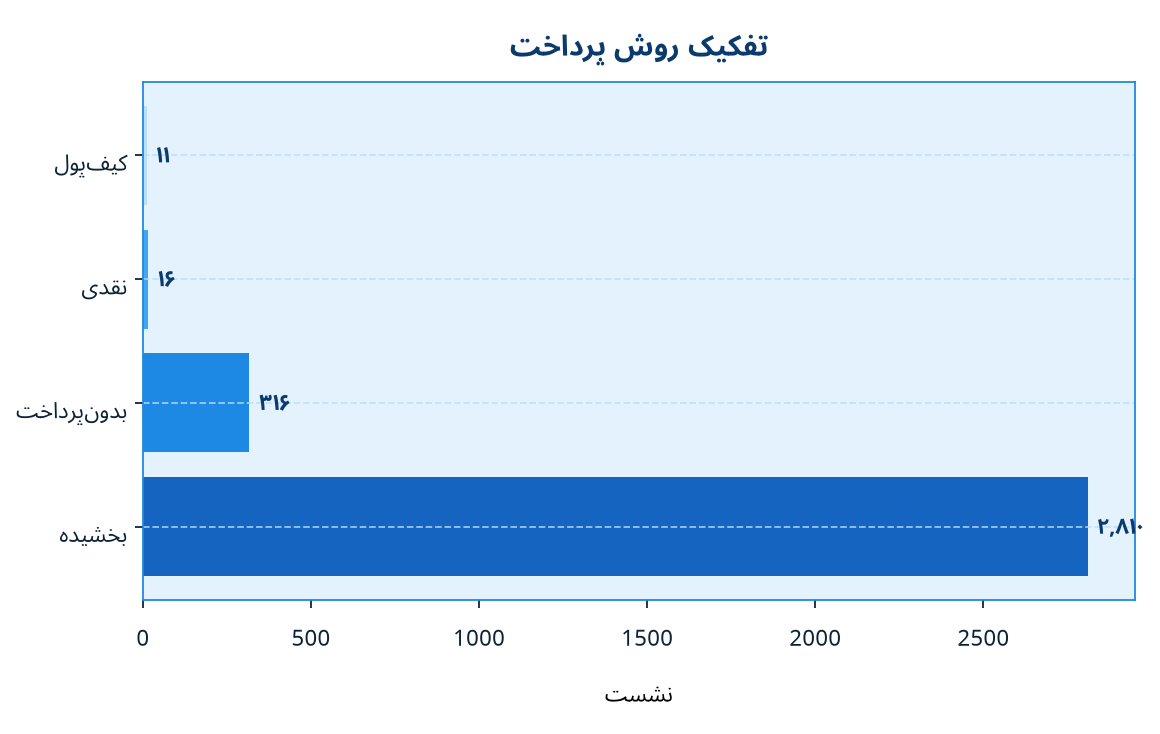 تفکیک روش پرداخت
کیف‌پول ۱۱
نقدی ۱۶
بدون‌پرداخت ۳۱۶
بخشیده ۲,۸۱۰
0 500 1000 1500 2000 2500
نشست